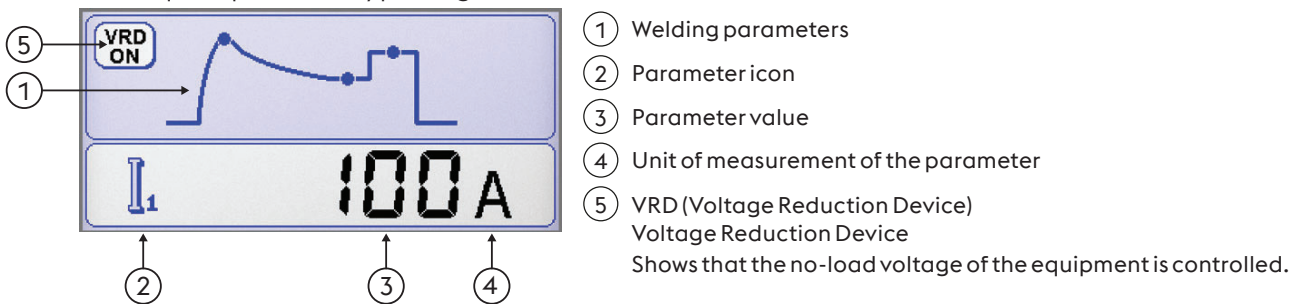 5
VRD
ON
1
I1
100 A
2
3
4
1 Welding parameters
2 Parameter icon
3 Parameter value
4 Unit of measurement of the parameter
5 VRD (Voltage Reduction Device)
Voltage Reduction Device
Shows that the no-load voltage of the equipment is controlled.